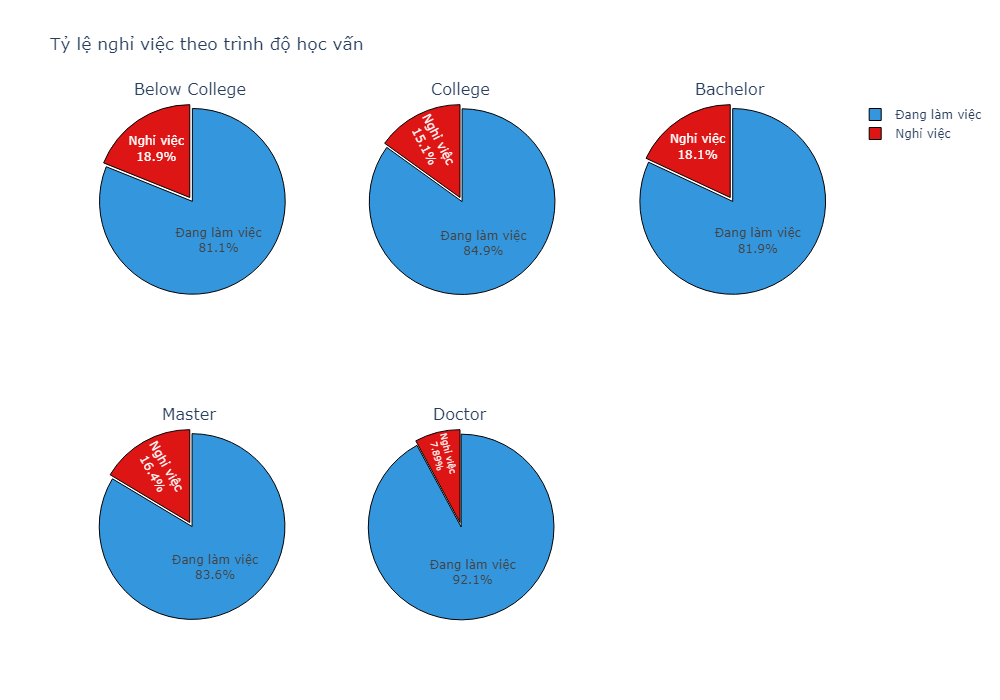 Tỷ lệ nghỉ việc theo trình độ học vấn
Below College
College
Bachelor
Đang làm việc
Nghỉ việc
Nghỉ việc
18.9%
Đang làm việc
81.1%
Nghỉ việc
15.1%
Đang làm việc
84.9%
Nghỉ việc
18.1%
Đang làm việc
81.9%
Master
Doctor
Nghỉ việc
16.4%
Đang làm việc
83.6%
Nghỉ việc
7.89%
Đang làm việc
92.1%